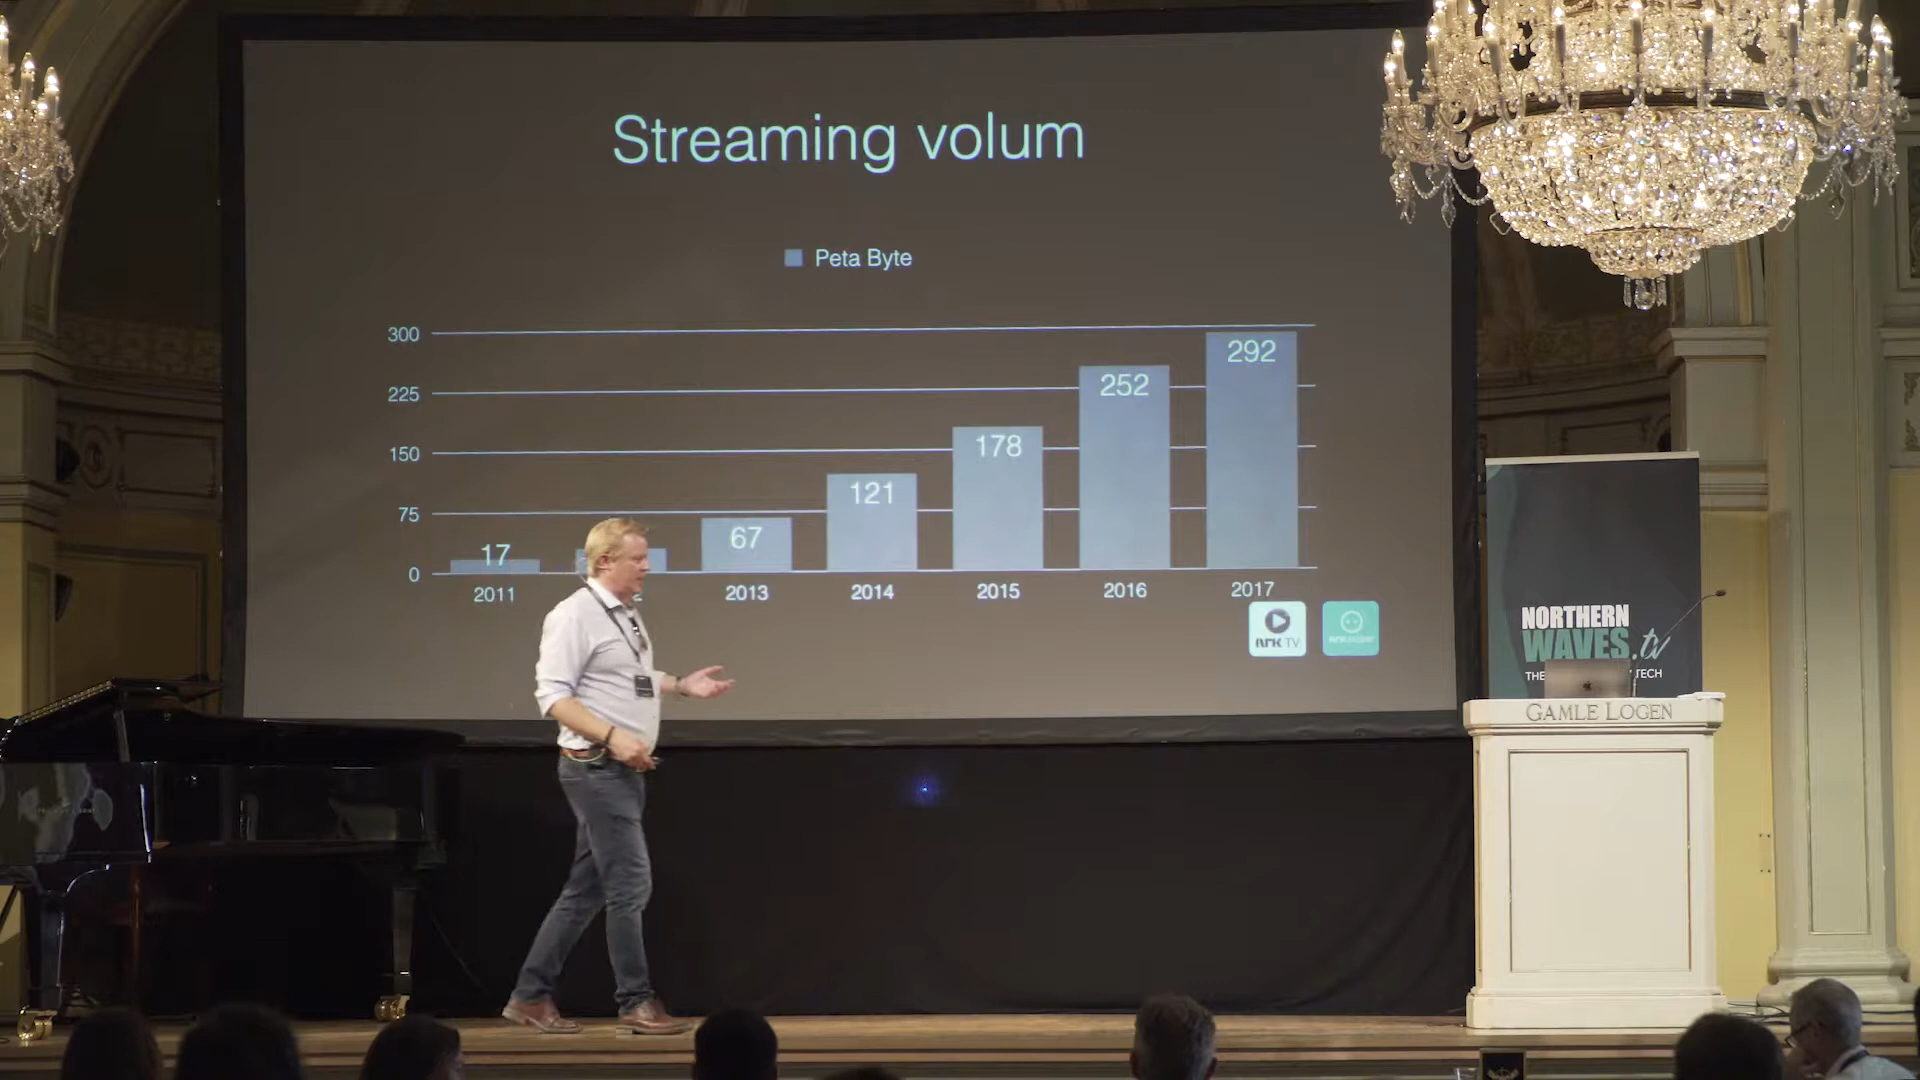 Streaming volum
Peta Byte
300
225
150
75
0
17
67
121
178
252
292
2011
2
2013
2014
2015
2016
2017
nrk TV
NORTHERN
WAVES.tv
THE
TECH
GAMLE LOGEN